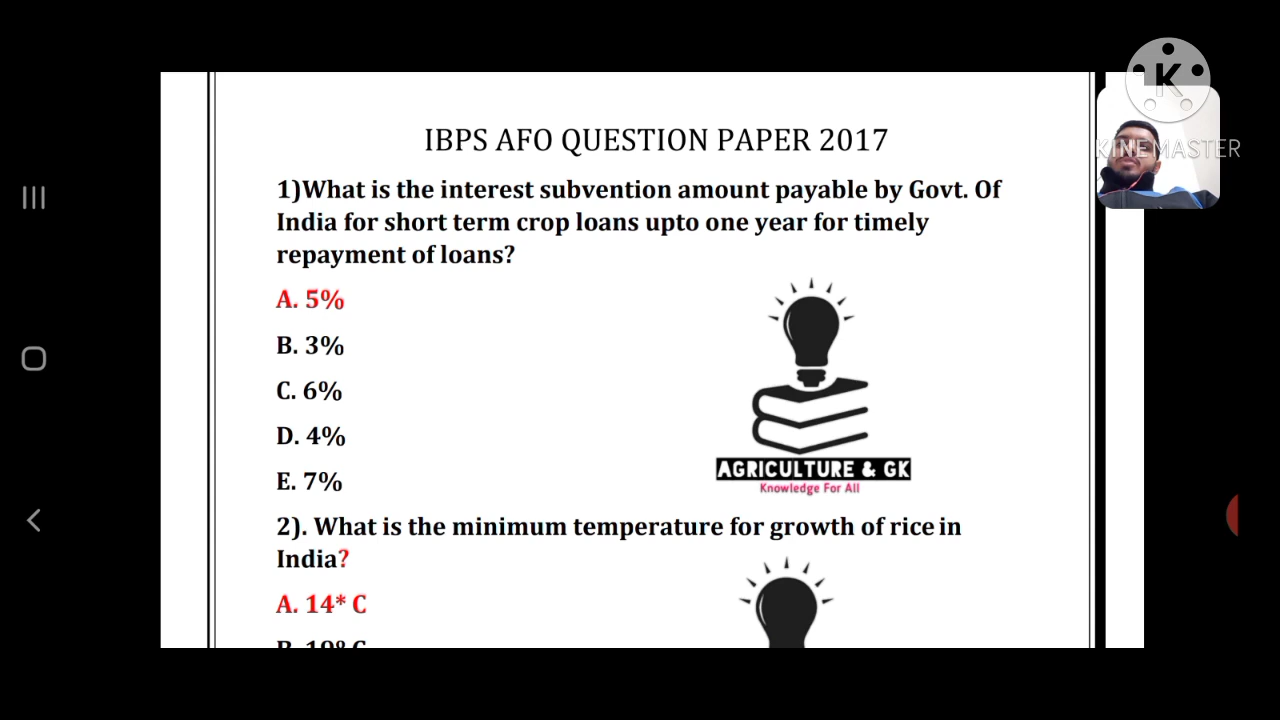 KINEMASTER
IBPS AFO QUESTION PAPER 2017
1)What is the interest subvention amount payable by Govt. Of
India for short term crop loans upto one year for timely
repayment of loans?
A. 5%
B. 3%
C. 6%
D. 4%
E. 7%
AGRICULTURE & GK
Knowledge For All
2). What is the minimum temperature for growth of rice in
India?
A. 14* C